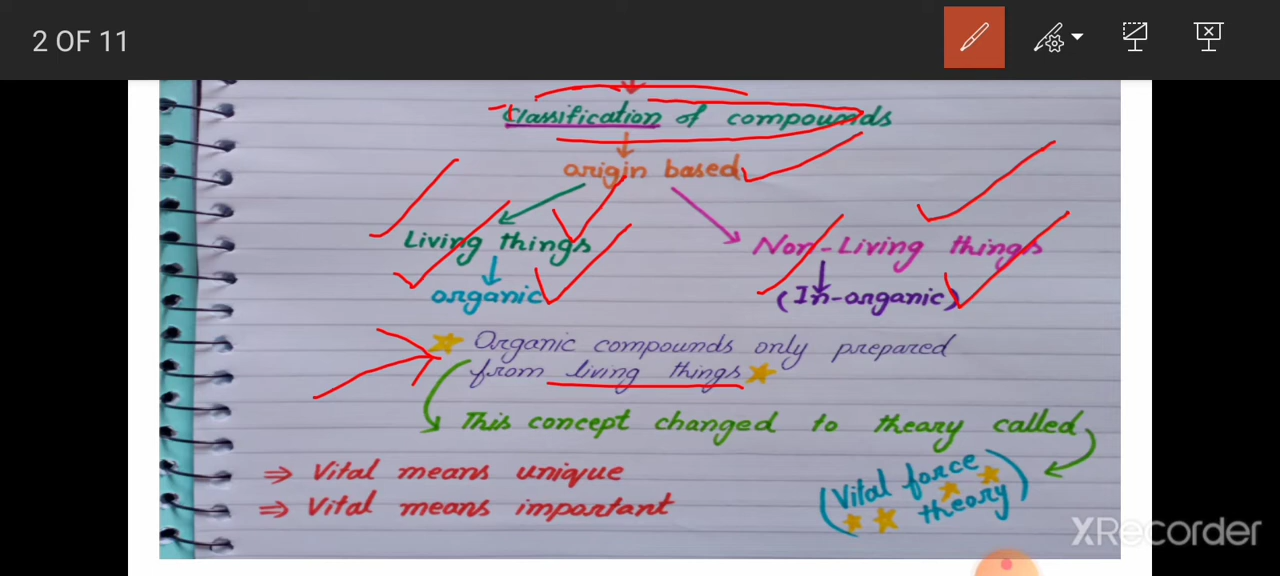 2 OF 11
Classification of compounds
origin based
Living things
Non-Living things
organic
(In-organic)
Organic compounds only prepared
from living things
This concept changed to theary called
⇒ Vital means unique
(Vital force
⇒ Vital means important
theory)
XRecorder